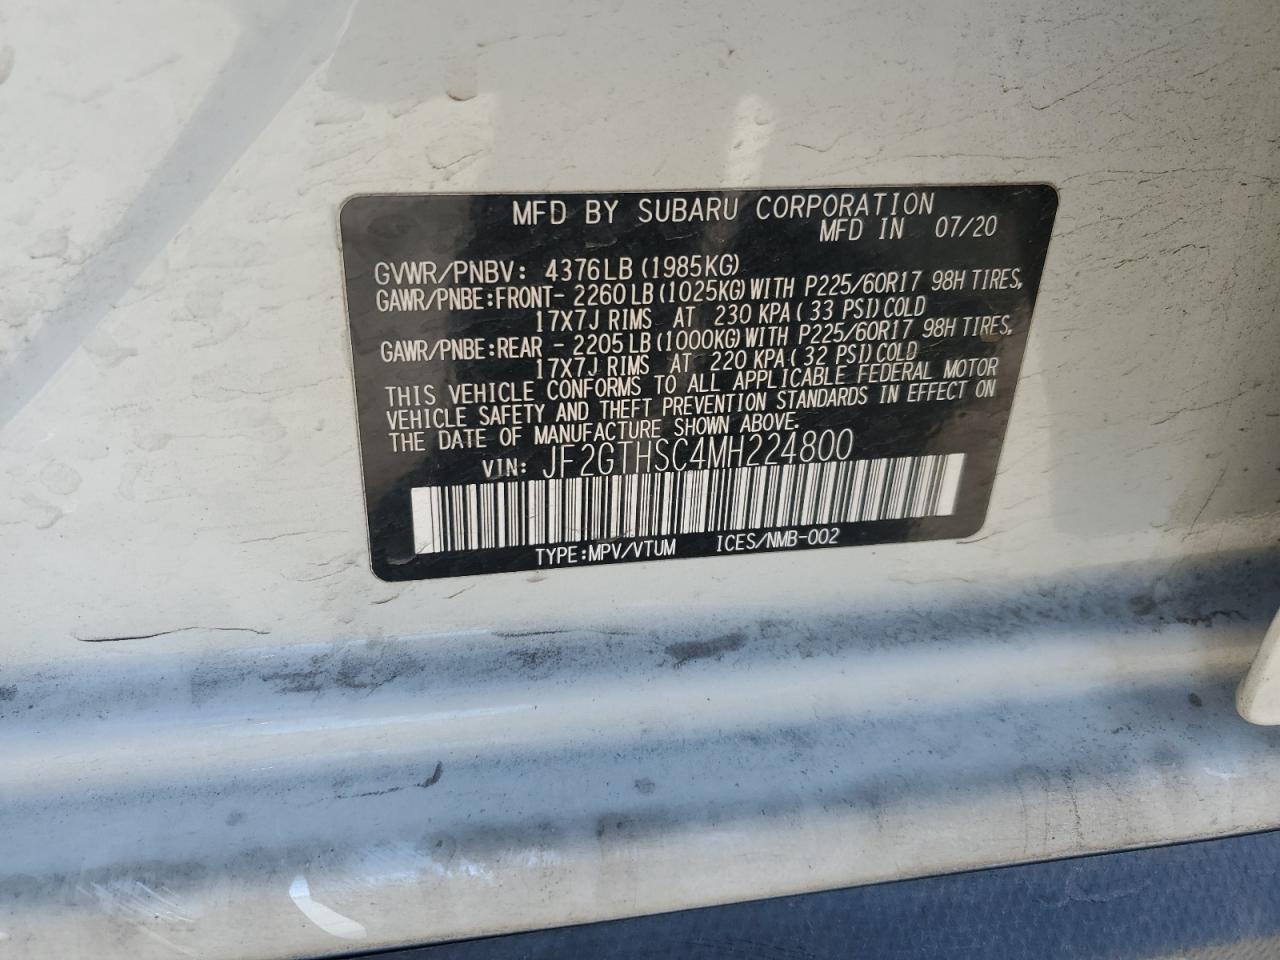 MFD BY SUBARU CORPORATION
MFD IN 07/20
GVWR/PNBV: 4376LB (1985KG)
GAWR/PNBE:FRONT- 2260LB (1025KG) WITH P225/60R17 98H TIRES,
17X7J RIMS AT 230 KPA ( 33 PSI) COLD
GAWR/PNBE:REAR - 2205LB (1000KG) WITH P225/60R17 98H TIRES,
17X7J RIMS AT 220 KPA ( 32 PSI) COLD
THIS VEHICLE CONFORMS TO ALL APPLICABLE FEDERAL MOTOR
VEHICLE SAFETY AND THEFT PREVENTION STANDARDS IN EFFECT ON
THE DATE OF MANUFACTURE SHOWN ABOVE.
VIN: JF2GTHSC4MH224800
TYPE:MPV/VTUM ICES/NMB-002